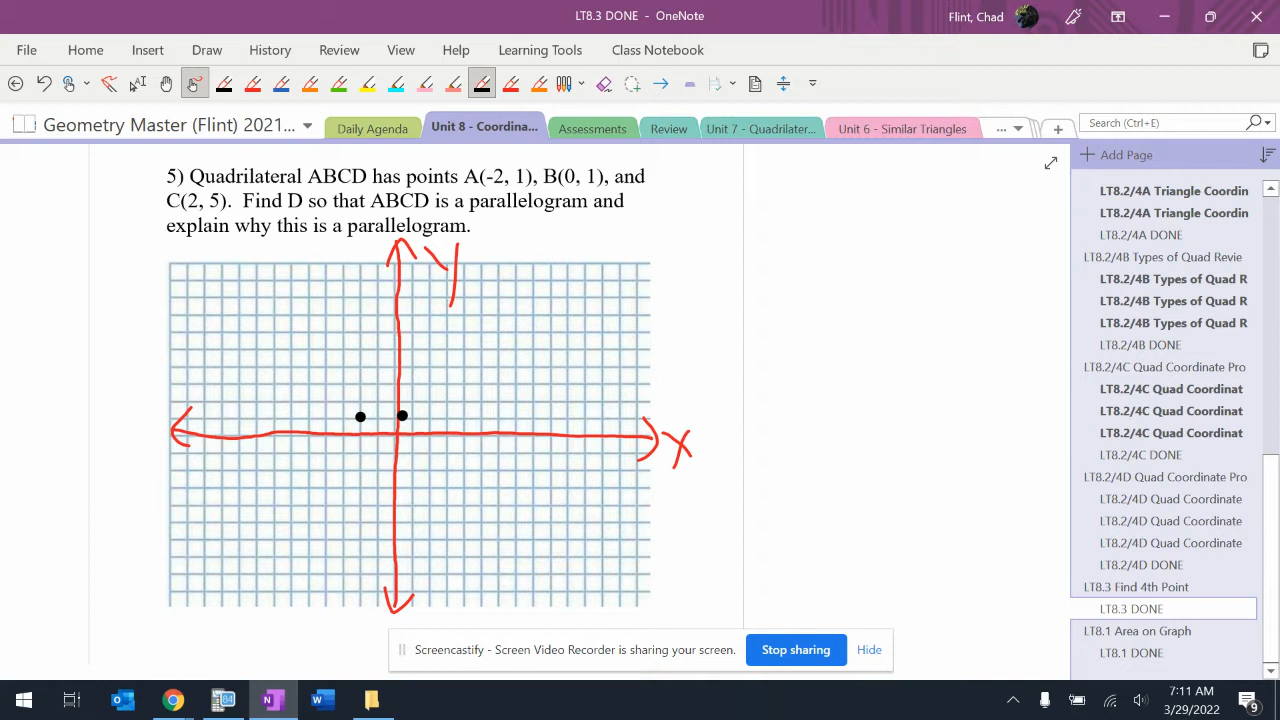 LT8.3 DONE - OneNote
Flint, Chad
File Home Insert Draw History Review View Help Learning Tools Class Notebook
Geometry Master (Flint) 2021...
Daily Agenda
Unit 8 - Coordina...
Assessments
Review
Unit 7 - Quadrilater...
Unit 6 - Similar Triangles
...
Search (Ctrl+E)
5) Quadrilateral ABCD has points A(-2, 1), B(0, 1), and
C(2, 5). Find D so that ABCD is a parallelogram and
explain why this is a parallelogram.
y
x
Add Page
LT8.2/4A Triangle Coordin
LT8.2/4A Triangle Coordin
LT8.2/4A DONE
LT8.2/4B Types of Quad Revie
LT8.2/4B Types of Quad R
LT8.2/4B Types of Quad R
LT8.2/4B Types of Quad R
LT8.2/4B DONE
LT8.2/4C Quad Coordinate Pro
LT8.2/4C Quad Coordinat
LT8.2/4C Quad Coordinat
LT8.2/4C Quad Coordinat
LT8.2/4C DONE
LT8.2/4D Quad Coordinate Pro
LT8.2/4D Quad Coordinate
LT8.2/4D Quad Coordinate
LT8.2/4D Quad Coordinate
LT8.2/4D DONE
LT8.3 Find 4th Point
LT8.3 DONE
LT8.1 Area on Graph
LT8.1 DONE
Screencastify - Screen Video Recorder is sharing your screen.
Stop sharing
Hide
84
7:11 AM
3/29/2022
9